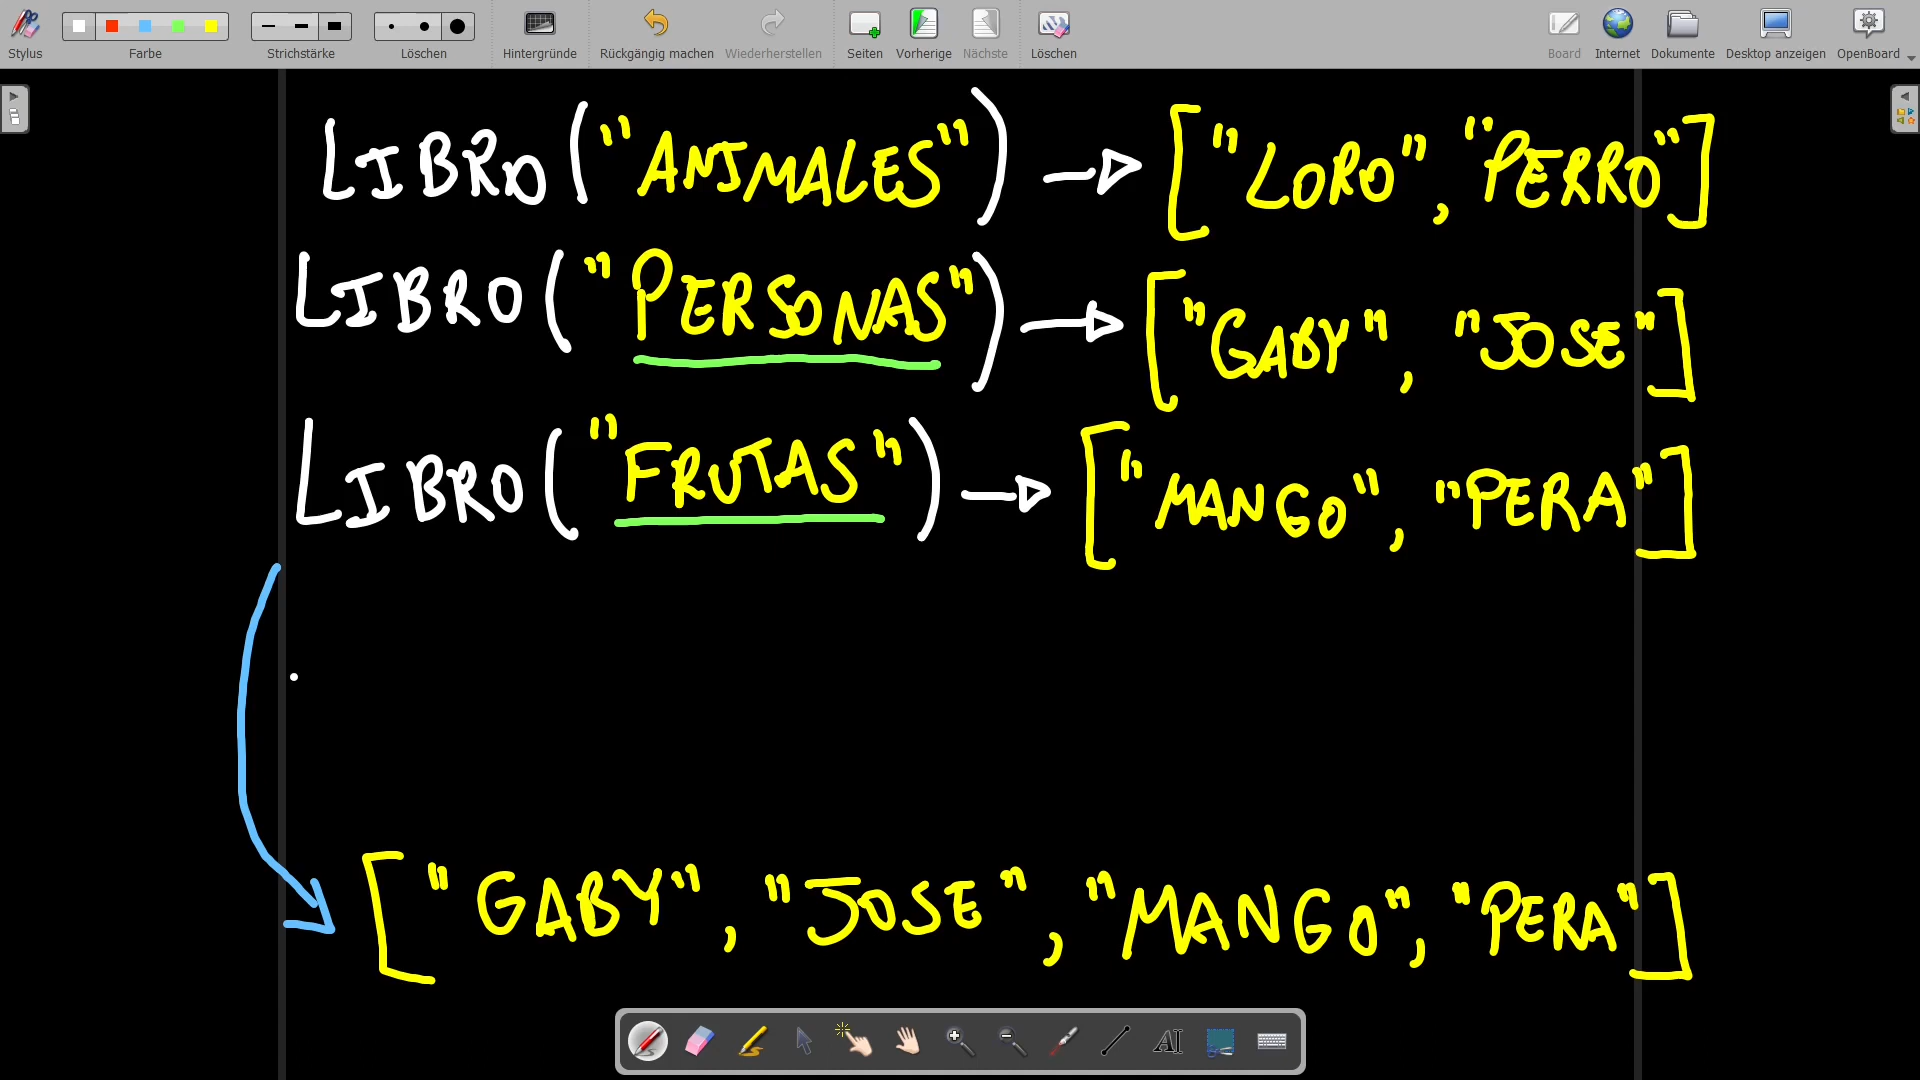 Stylus Farbe Strichstärke Löschen Hintergründe Rückgängig machen Wiederherstellen Seiten Vorherige Nächste Löschen Board Internet Dokumente Desktop anzeigen OpenBoard
LIBRO("ANIMALES") → ["LORO", "PERRO"]
LIBRO("PERSONAS") → ["GABY", "JOSE"]
LIBRO("FRUTAS") → ["MANGO", "PERA"]
["GABY", "JOSE", "MANGO", "PERA"]